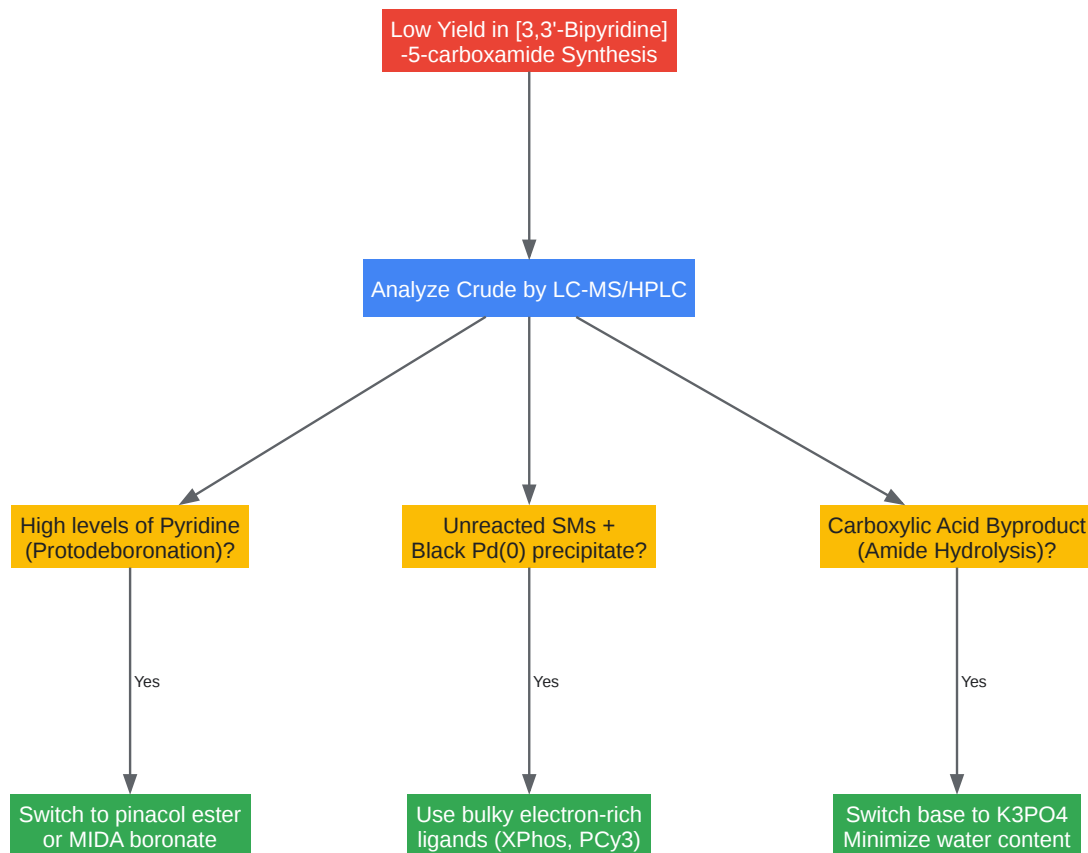 Low Yield in [3,3'-Bipyridine]
-5-carboxamide Synthesis
Analyze Crude by LC-MS/HPLC
High levels of Pyridine
(Protodeboronation)?
Unreacted SMs +
Black Pd(0) precipitate?
Carboxylic Acid Byproduct
(Amide Hydrolysis)?
Yes
Yes
Yes
Switch to pinacol ester
or MIDA boronate
Use bulky electron-rich
ligands (XPhos, PCy3)
Switch base to K3PO4
Minimize water content